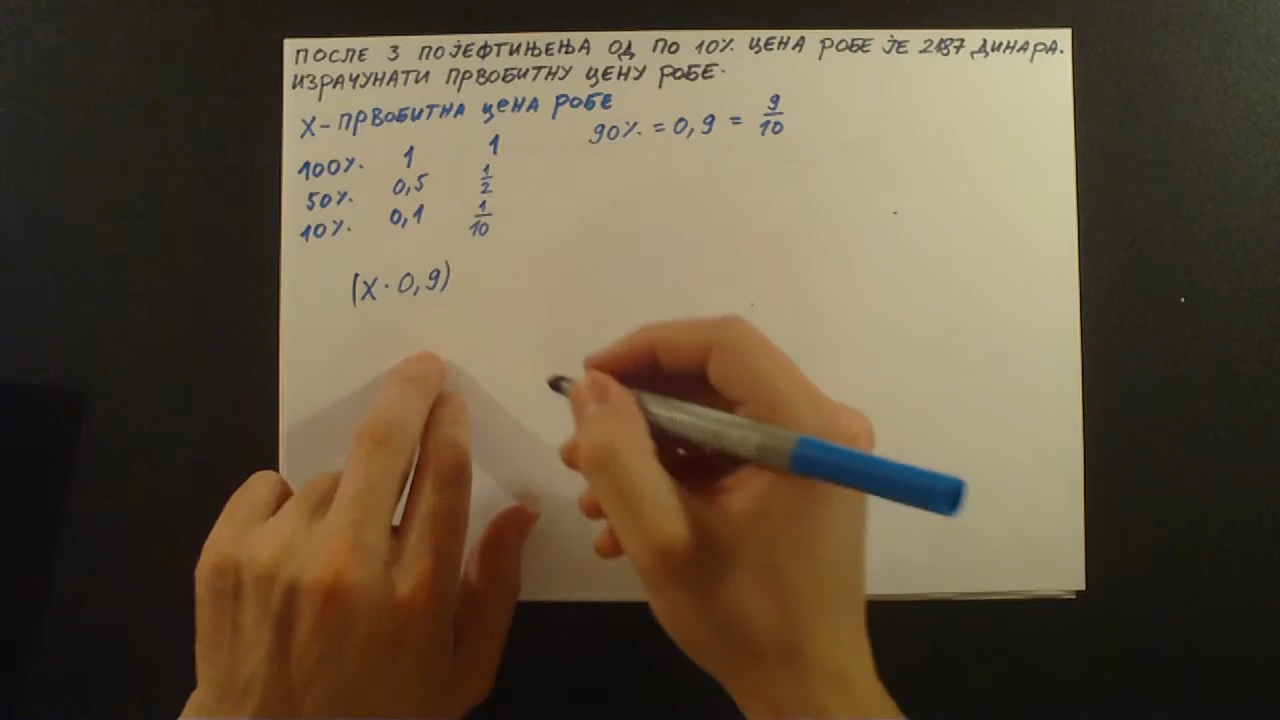 ПОСЛЕ 3 ПОЈЕФТИЊЕЊА ОД ПО 10% ЦЕНА РОБЕ ЈЕ 2187 ДИНАРА.
ИЗРАЧУНАТИ ПРВОБИТНУ ЦЕНУ РОБЕ.
X-ПРВОБИТНА ЦЕНА РОБЕ
90% = 0,9 = 9/10
100% 1 1
50% 0,5 1/2
10% 0,1 1/10
(X · 0,9)